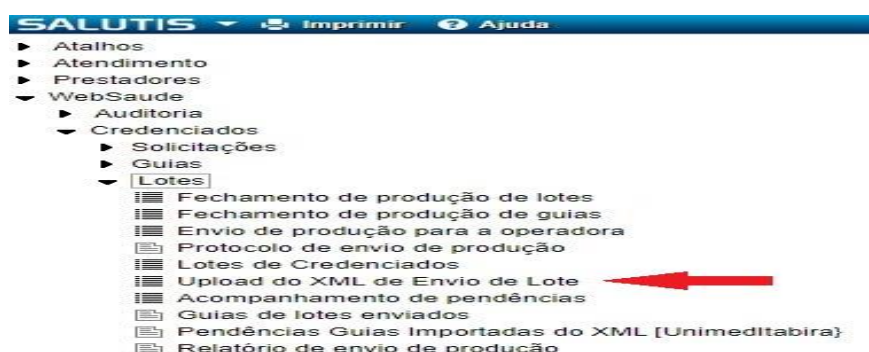 SALUTIS Imprimir Ajuda
Atalhos
Atendimento
Prestadores
WebSaude
Auditoria
Credenciados
Solicitações
Guias
Lotes
Fechamento de produção de lotes
Fechamento de produção de guias
Envio de produção para a operadora
Protocolo de envio de produção
Lotes de Credenciados
Upload do XML de Envio de Lote
Acompanhamento de pendências
Guias de lotes enviados
Pendências Guias Importadas do XML [UnimedItabira}
Relatório de envio de produção